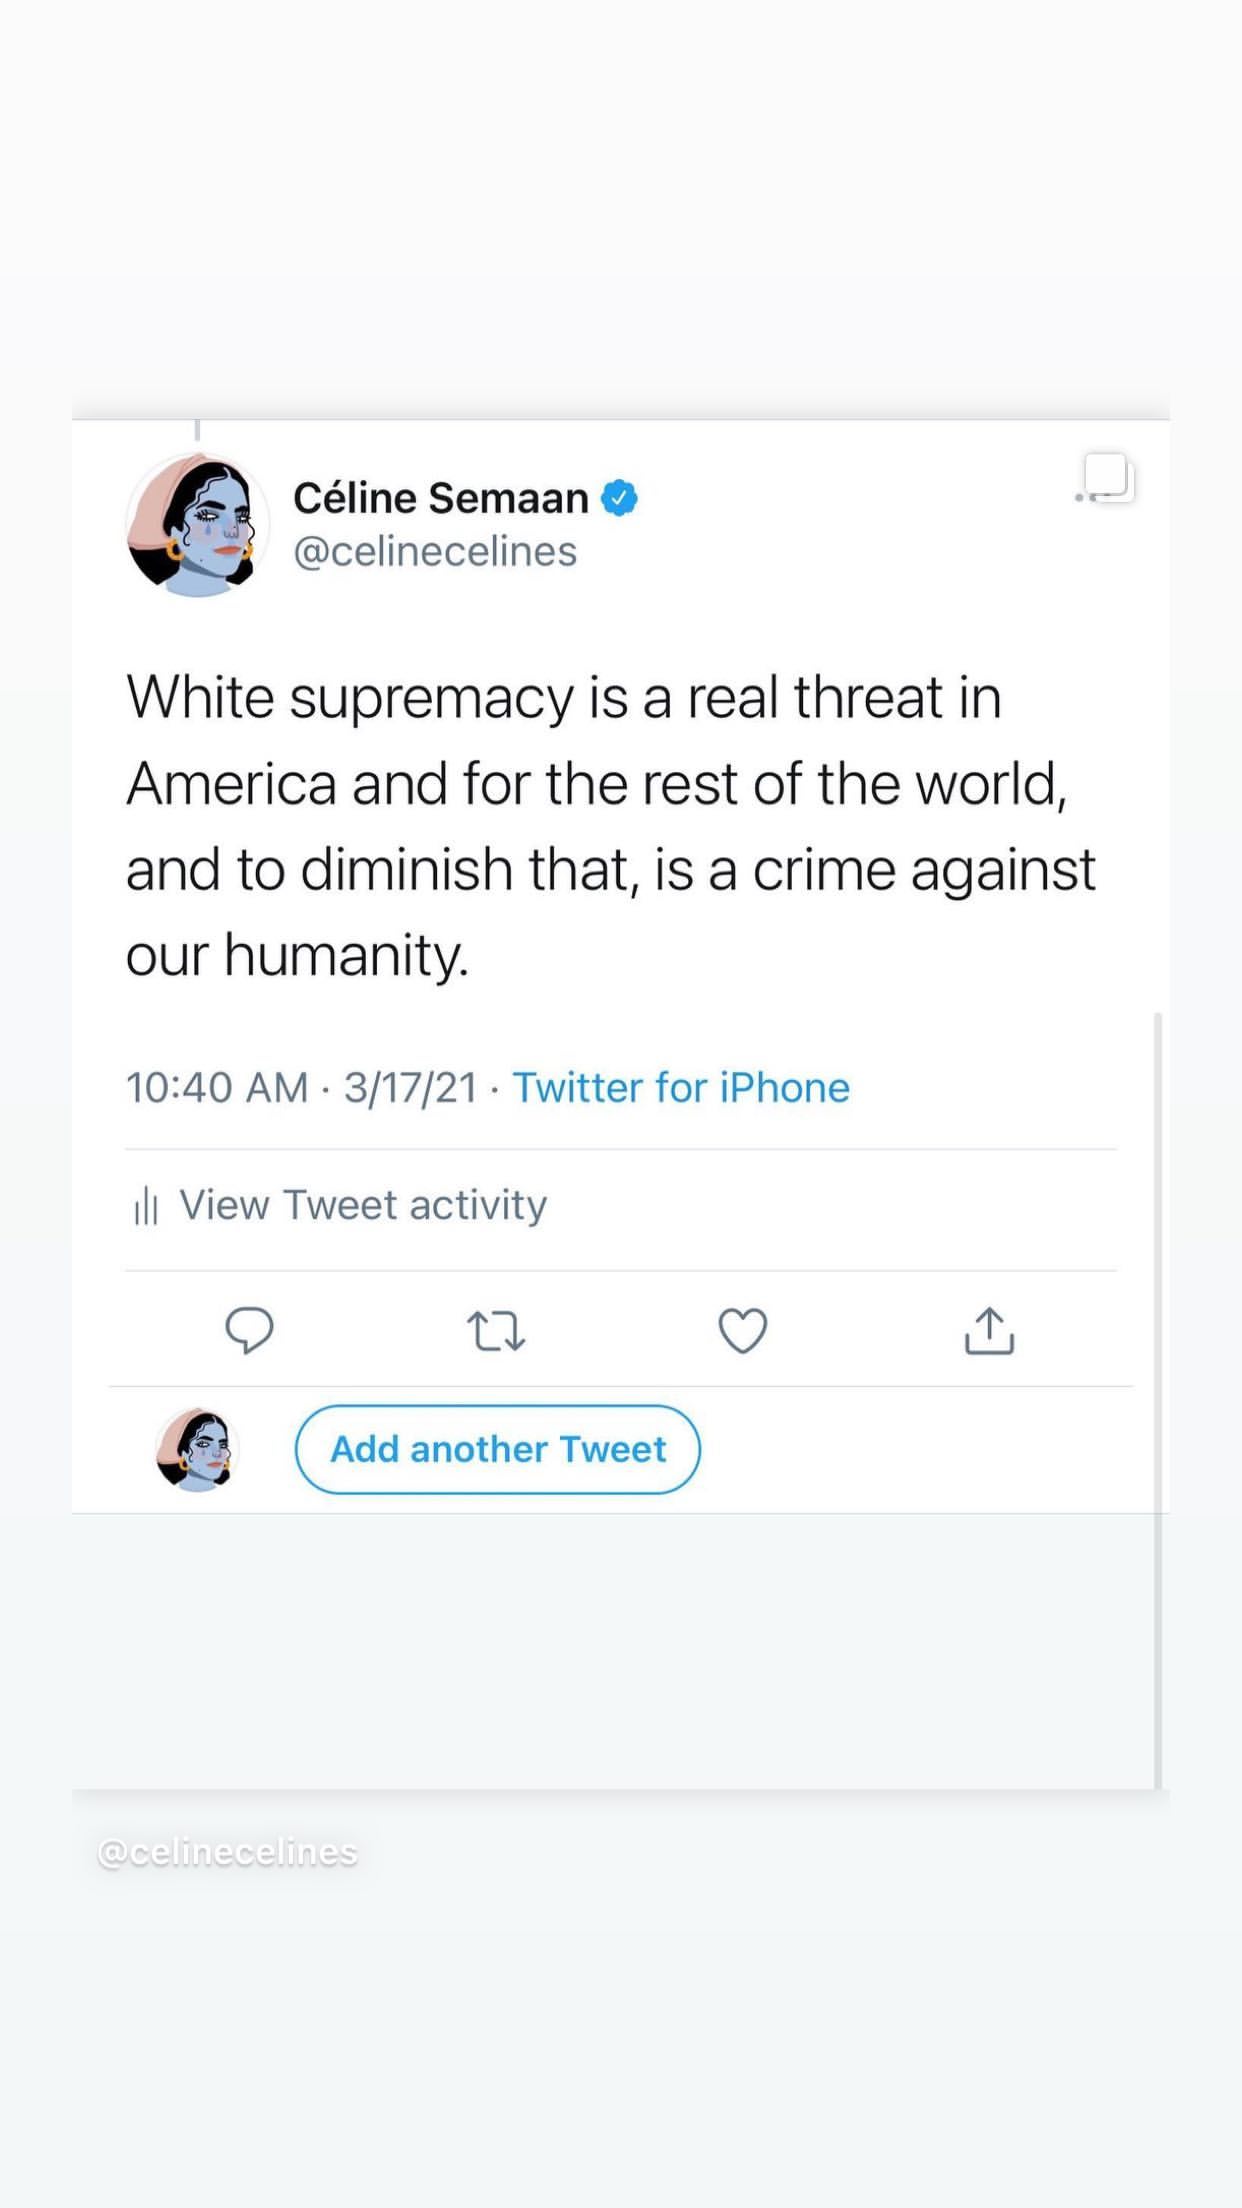 Céline Semaan
@celinecelines
White supremacy is a real threat in
America and for the rest of the world,
and to diminish that, is a crime against
our humanity.
10:40 AM · 3/17/21 · Twitter for iPhone
View Tweet activity
Add another Tweet
@celinecelines